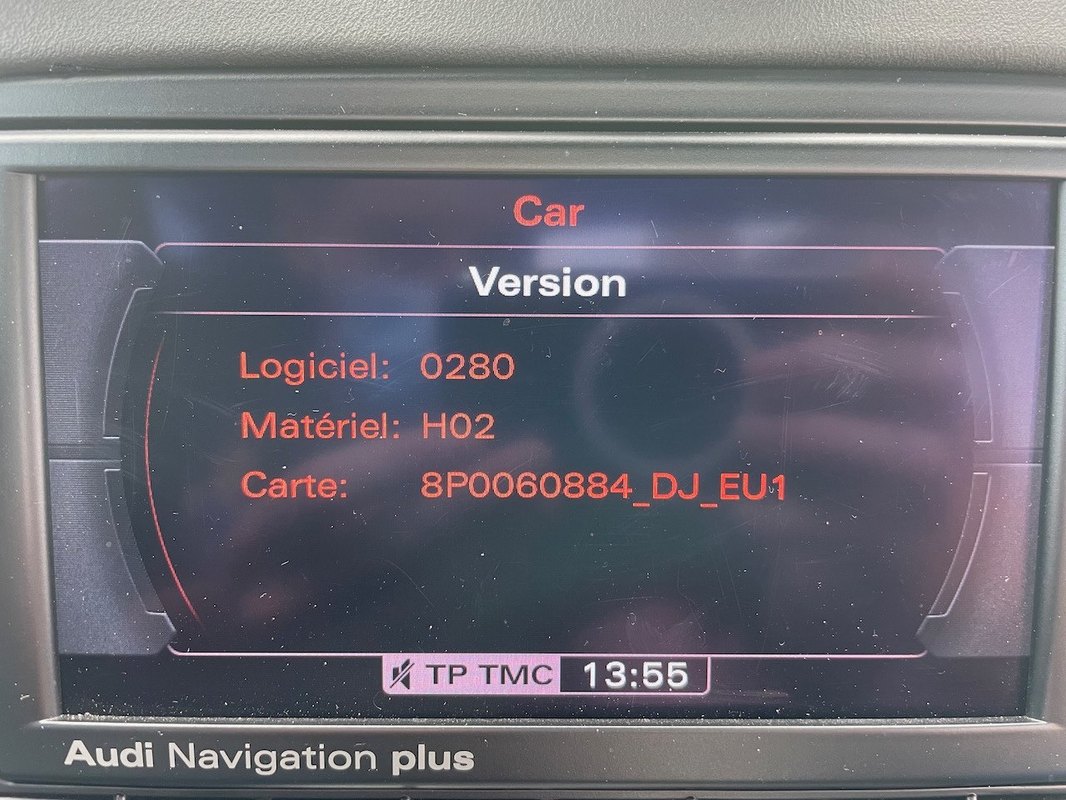 Car
Version
Logiciel: 0280
Matériel: H02
Carte: 8P0060884_DJ_EU1
TP TMC 13:55
Audi Navigation plus